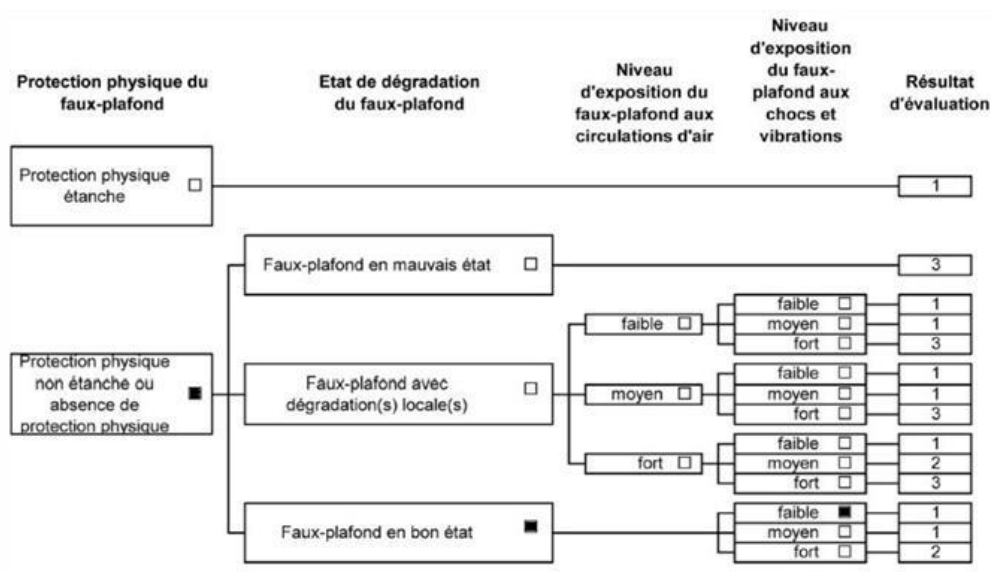 Protection physique du
faux-plafond
Etat de dégradation
du faux-plafond
Niveau
d'exposition du
faux-plafond aux
circulations d'air
Niveau
d'exposition
du faux-
plafond aux
chocs et
vibrations
Résultat
d'évaluation
Protection physique
étanche
1
Faux-plafond en mauvais état
3
Protection physique
non étanche ou
absence de
protection physique
Faux-plafond avec
dégradation(s) locale(s)
faible
faible
1
moyen
1
fort
3
moyen
faible
1
moyen
1
fort
3
fort
faible
1
moyen
2
fort
3
Faux-plafond en bon état
faible
1
moyen
1
fort
2